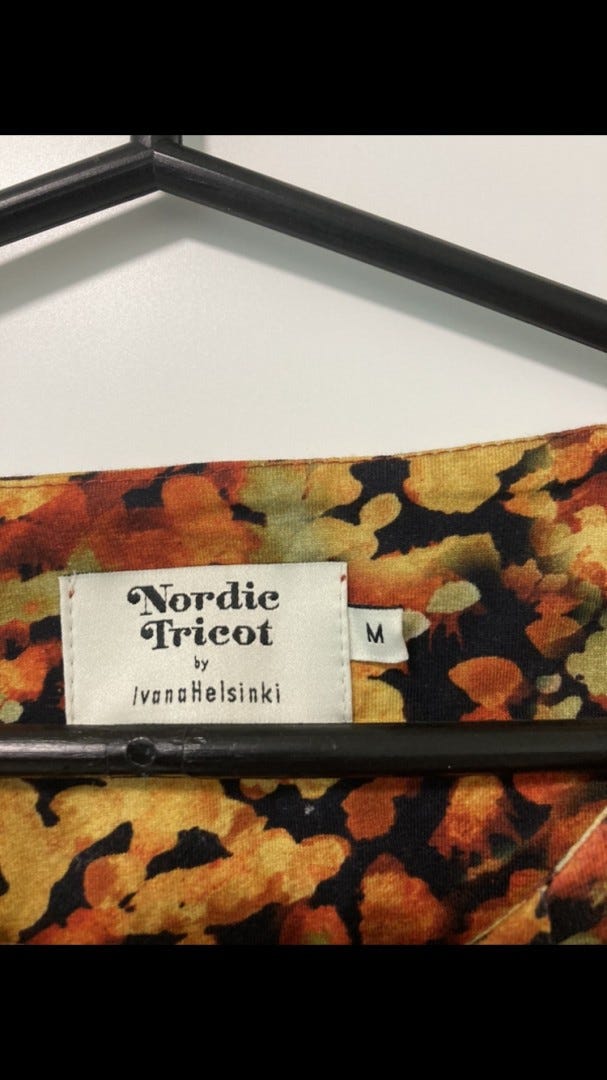 Nordic
Tricot
by
IvanaHelsinki
M